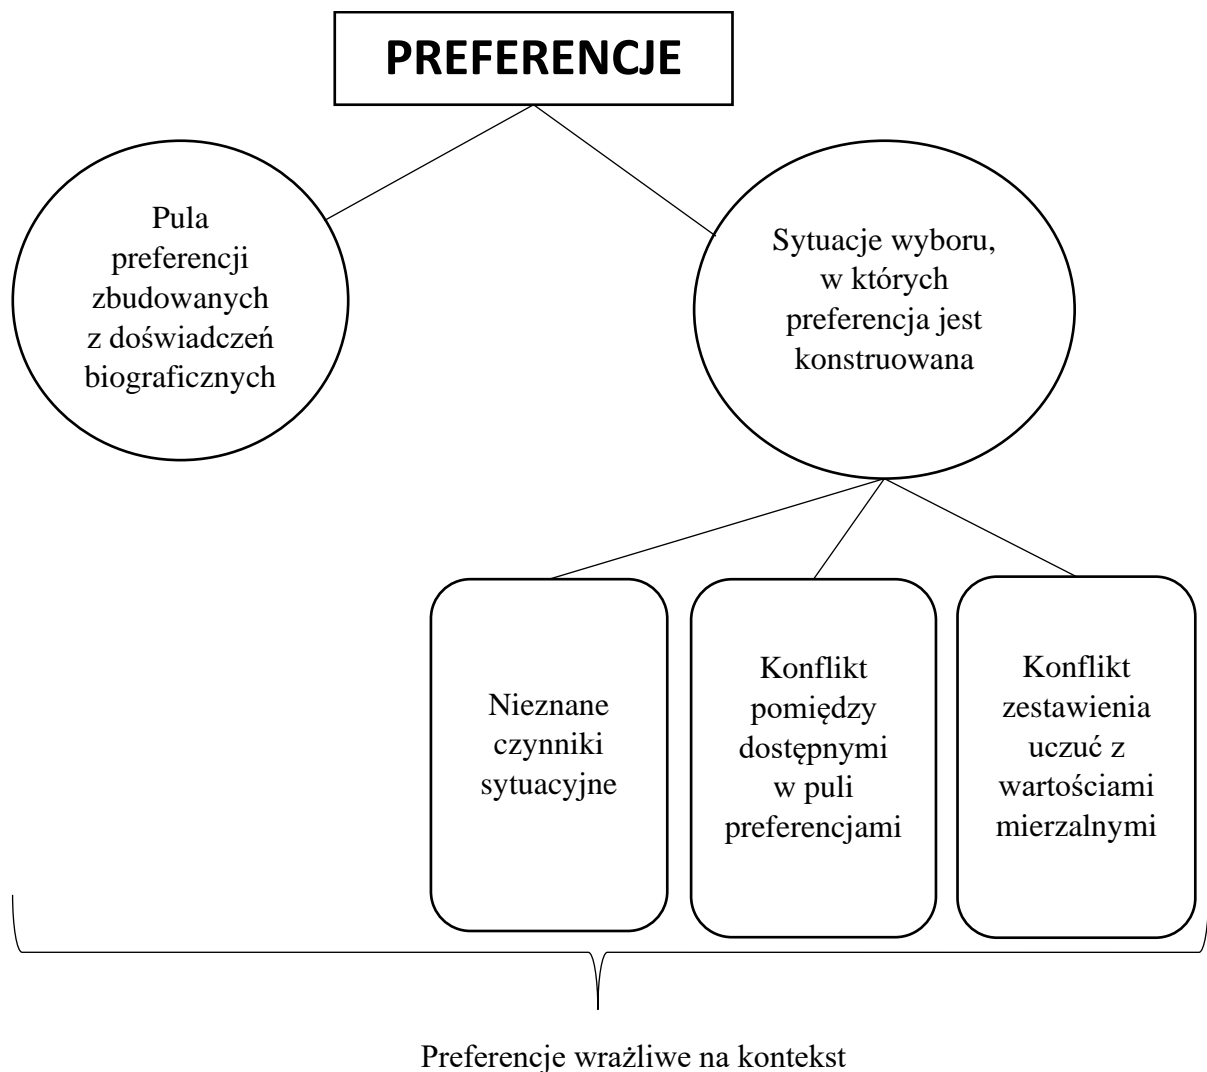 PREFERENCJE
Pula
preferencji
zbudowanych
z doświadczeń
biograficznych
Sytuacje wyboru,
w których
preferencja jest
konstruowana
Nieznane
czynniki
sytuacyjne
Konflikt
pomiędzy
dostępnymi
w puli
preferencjami
Konflikt
zestawienia
uczuć z
wartościami
mierzalnymi
Preferencje wrażliwe na kontekst